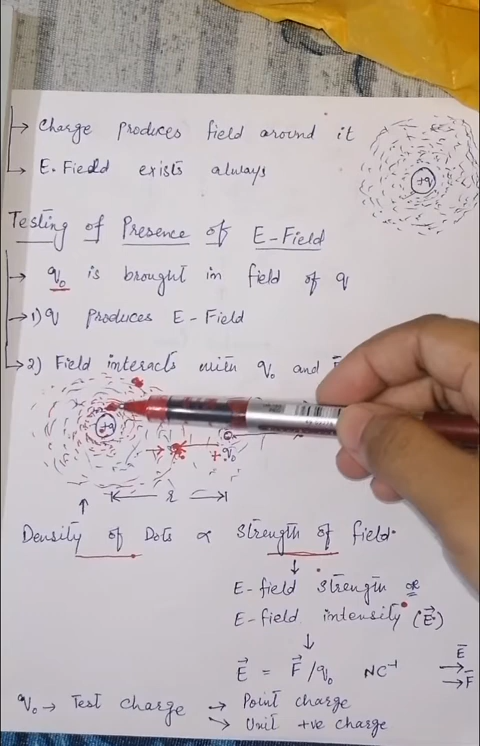 → Charge produces field around it
→ E.Field exists always
+q
Testing of Presence of E-Field
→ q₀ is brought in field of q
→ 1) q Produces E-Field
→ 2) Field interacts with q₀ and
+q
+ q₀
r
Density of Dots ∝ Strength of field.
↓
E-field Strength or
E-field intensity (E⃗)
↓
E⃗ = F⃗/q₀ NC⁻¹
E⃗
F⃗
q₀ → Test charge → Point charge
→ Unit +ve charge